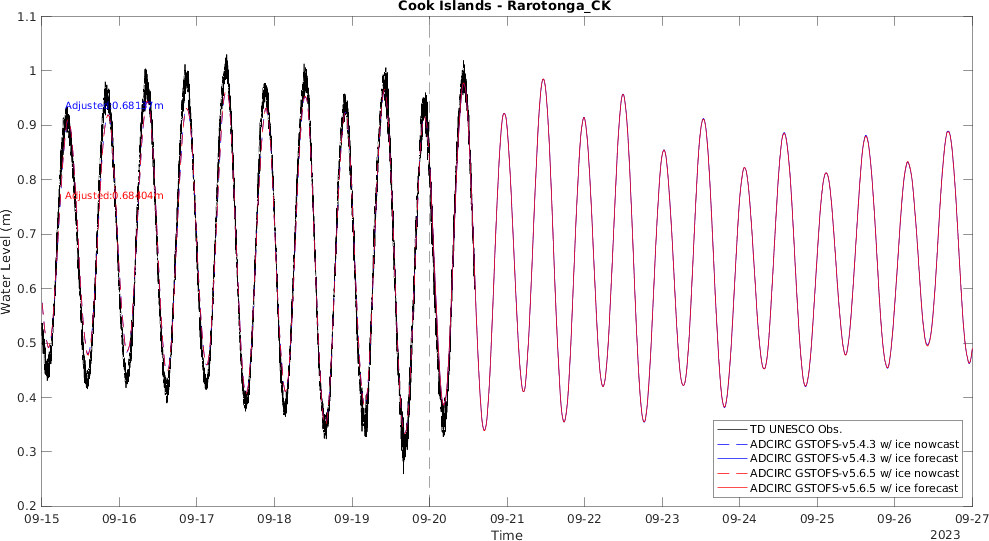 Cook Islands - Rarotonga_CK
1.1
1
0.9
0.8
0.7
0.6
0.5
0.4
0.3
0.2
Water Level (m)
Adjusted:0.68404m
TD UNESCO Obs.
ADCIRC GSTOFS-v5.4.3 w/ ice nowcast
ADCIRC GSTOFS-v5.4.3 w/ ice forecast
ADCIRC GSTOFS-v5.6.5 w/ ice nowcast
ADCIRC GSTOFS-v5.6.5 w/ ice forecast
09-15 09-16 09-17 09-18 09-19 09-20 09-21 09-22 09-23 09-24 09-25 09-26 09-27
Time
2023